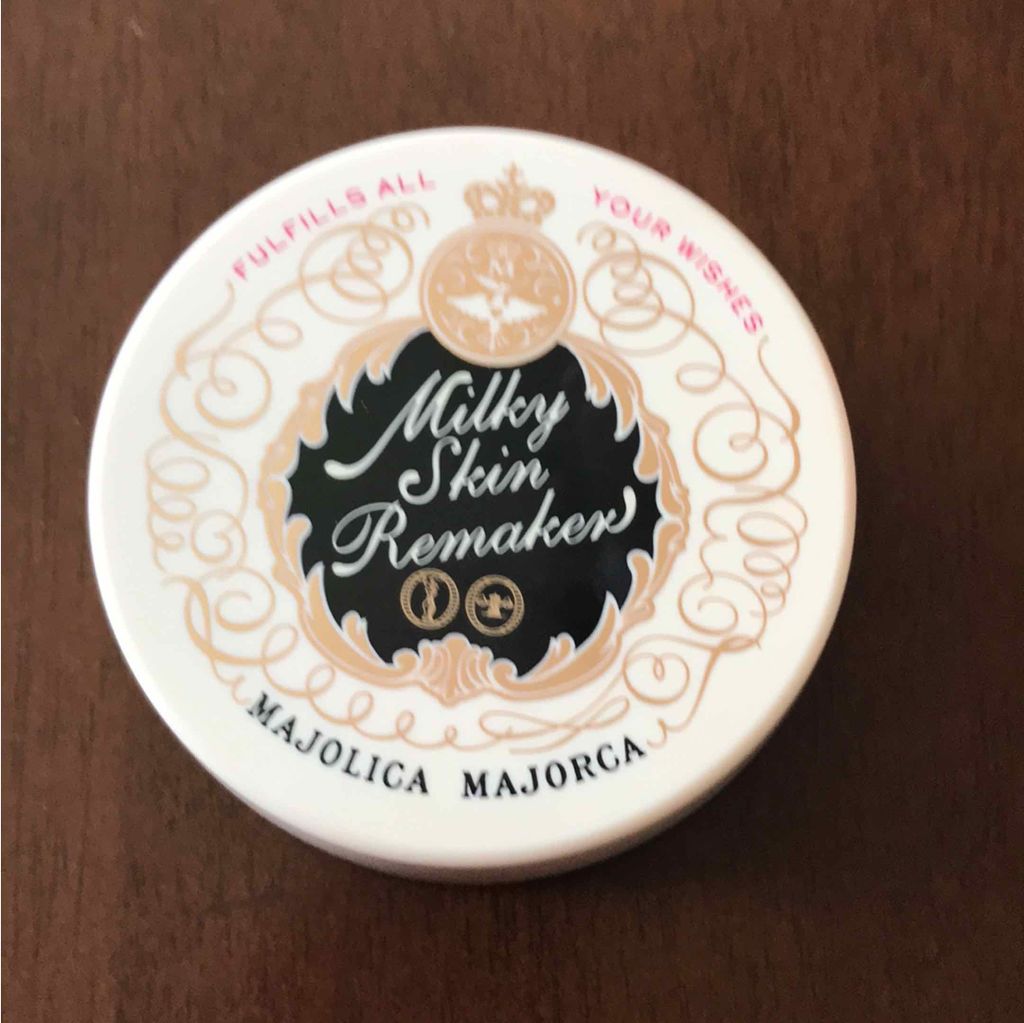 FULFILLS ALL YOUR WISHES
Milky
Skin
Remaker
MAJOLICA MAJORCA